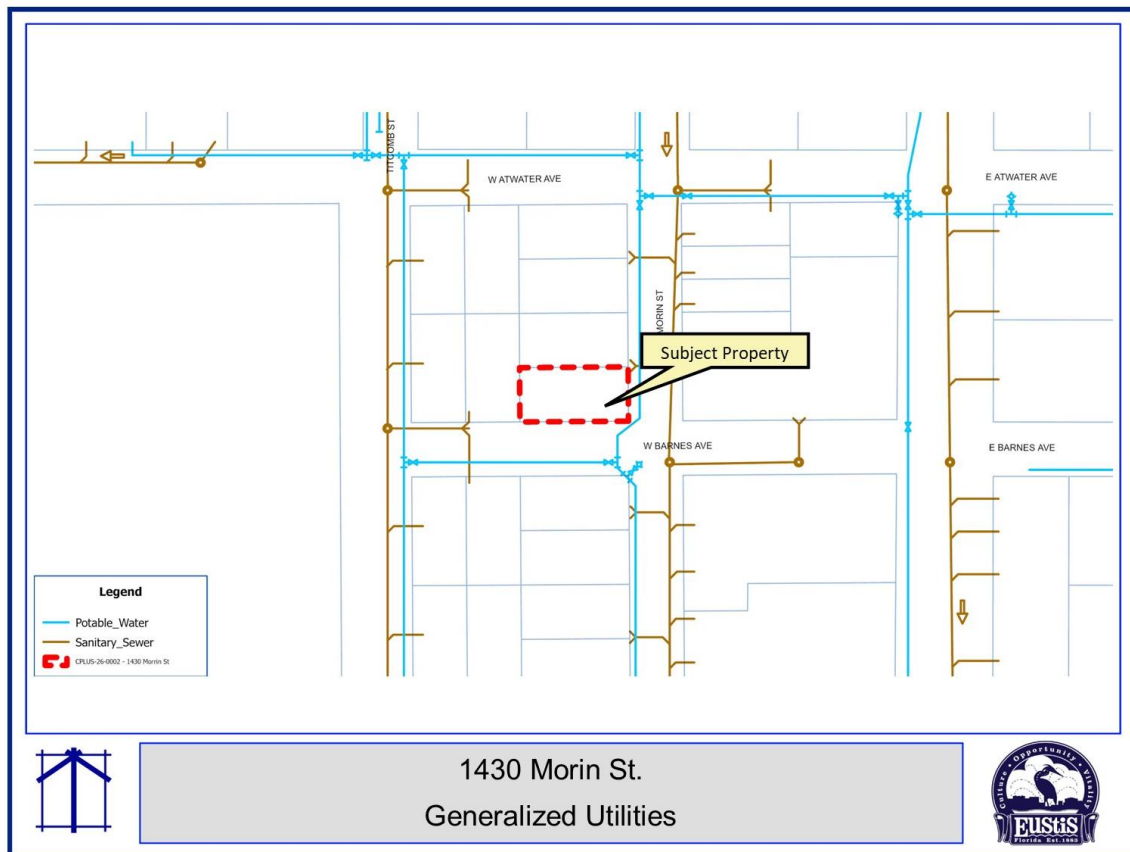 TITCOMB ST
W ATWATER AVE
E ATWATER AVE
MORIN ST
Subject Property
W BARNES AVE
E BARNES AVE
Legend
Potable_Water
Sanitary_Sewer
CPLUS-26-0002 - 1430 Morrin St
1430 Morin St.
Generalized Utilities
Culture • Opportunity • Vitality
EUSTIS
Florida Est.1883